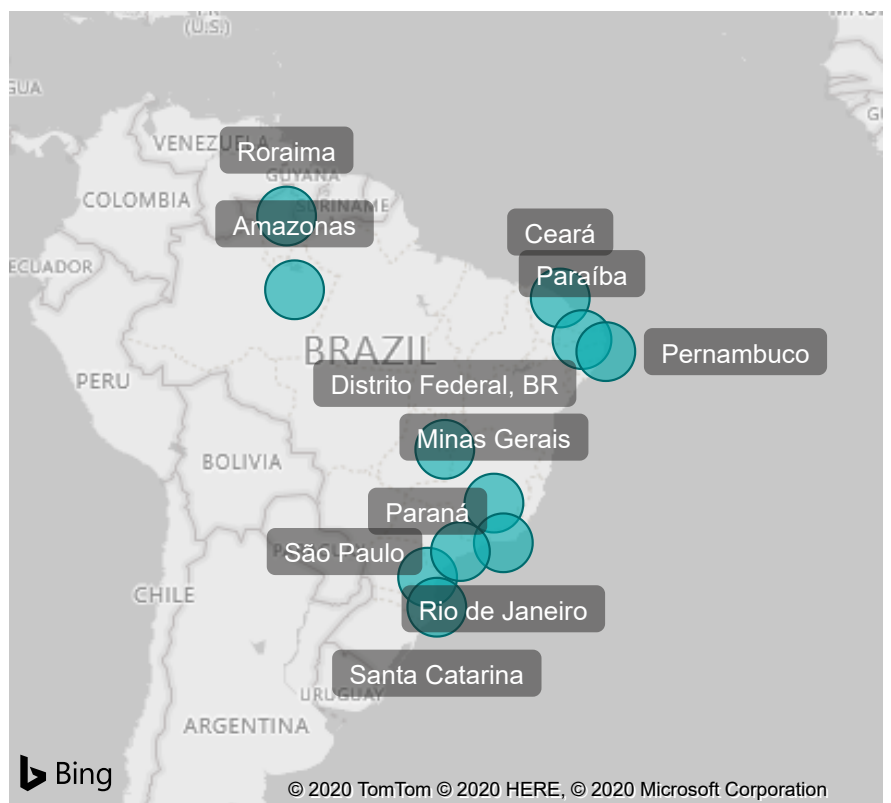 (U.S.)
GUA
VENEZUELA
Roraima
GUYANA
COLOMBIA
SURINAME
Amazonas
Ceará
ECUADOR
Paraíba
BRAZIL
Pernambuco
PERU
Distrito Federal, BR
Minas Gerais
BOLIVIA
Paraná
São Paulo
CHILE
Rio de Janeiro
Santa Catarina
URUGUAY
ARGENTINA
Bing
© 2020 TomTom © 2020 HERE, © 2020 Microsoft Corporation